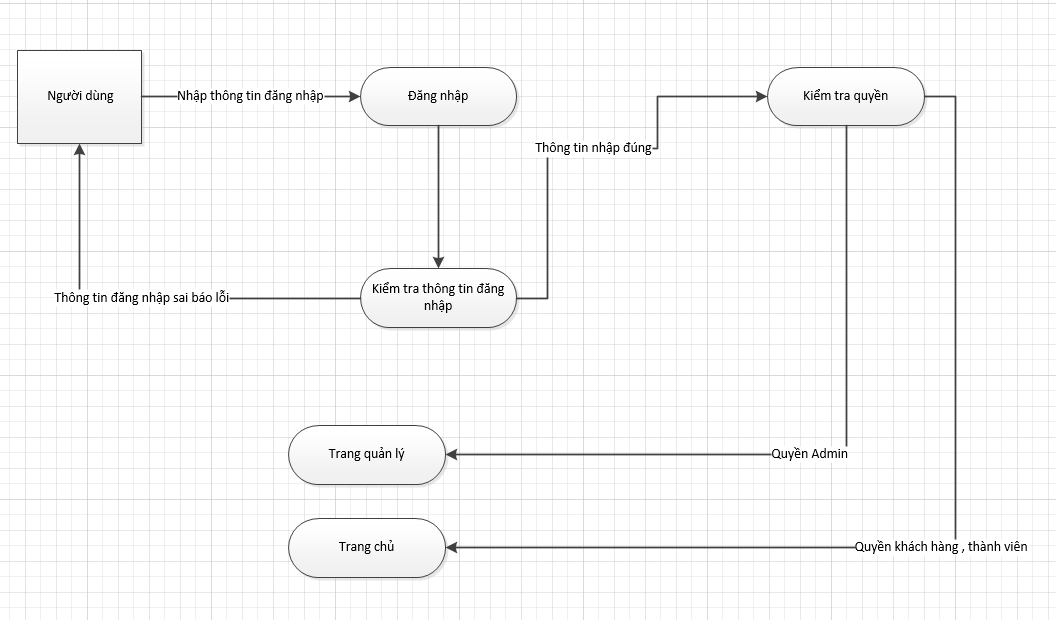 Người dùng
Nhập thông tin đăng nhập
Đăng nhập
Kiểm tra quyền
Thông tin nhập đúng
Thông tin đăng nhập sai báo lỗi
Kiểm tra thông tin đăng
nhập
Trang quản lý
Quyền Admin
Trang chủ
Quyền khách hàng , thành viên